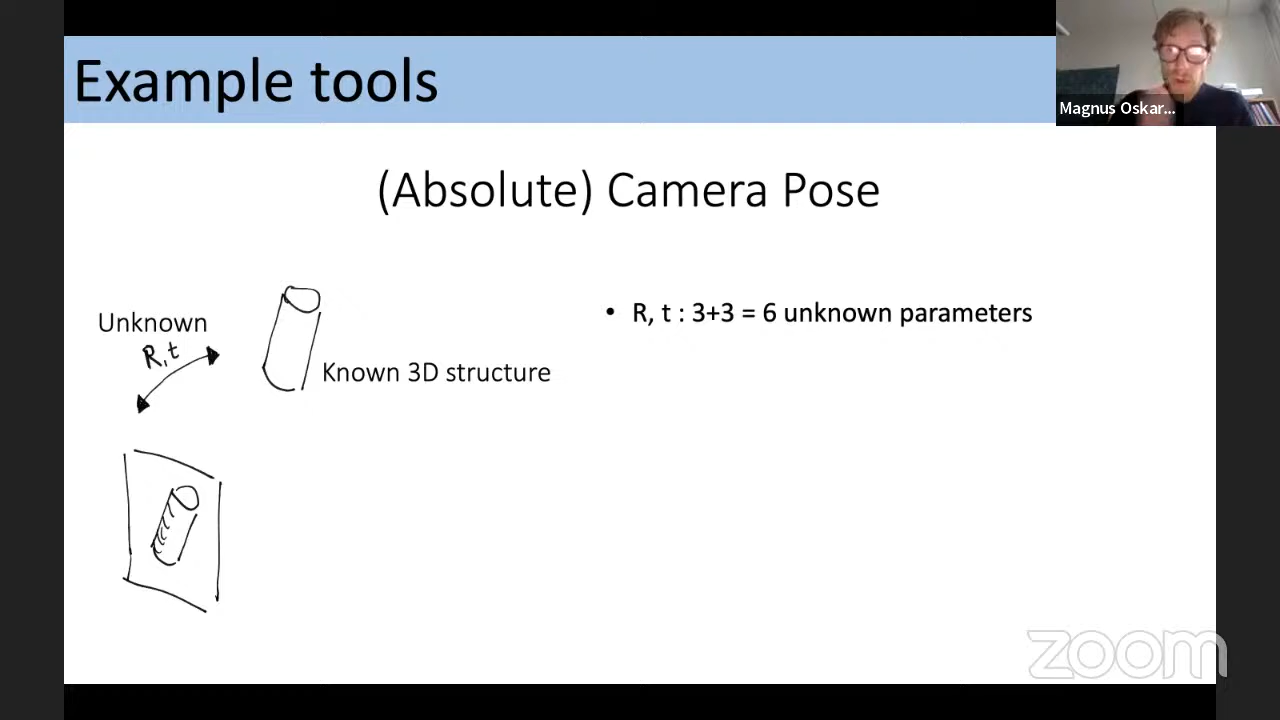 Example tools
Magnus Oskar...
(Absolute) Camera Pose
• R, t : 3+3 = 6 unknown parameters
Unknown
R, t
Known 3D structure
zoom